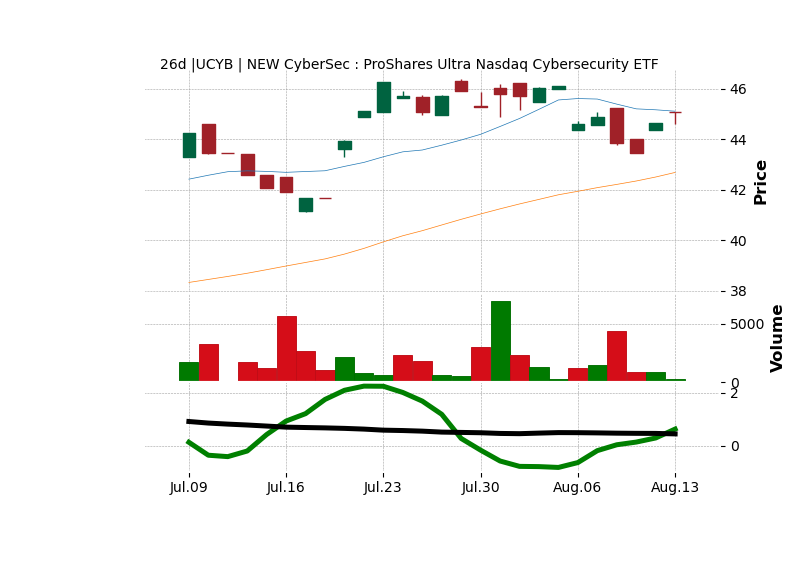 26d |UCYB | NEW CyberSec : ProShares Ultra Nasdaq Cybersecurity ETF
46
44
42
40
38
Price
5000
0
Volume
2
0
Jul.09 Jul.16 Jul.23 Jul.30 Aug.06 Aug.13